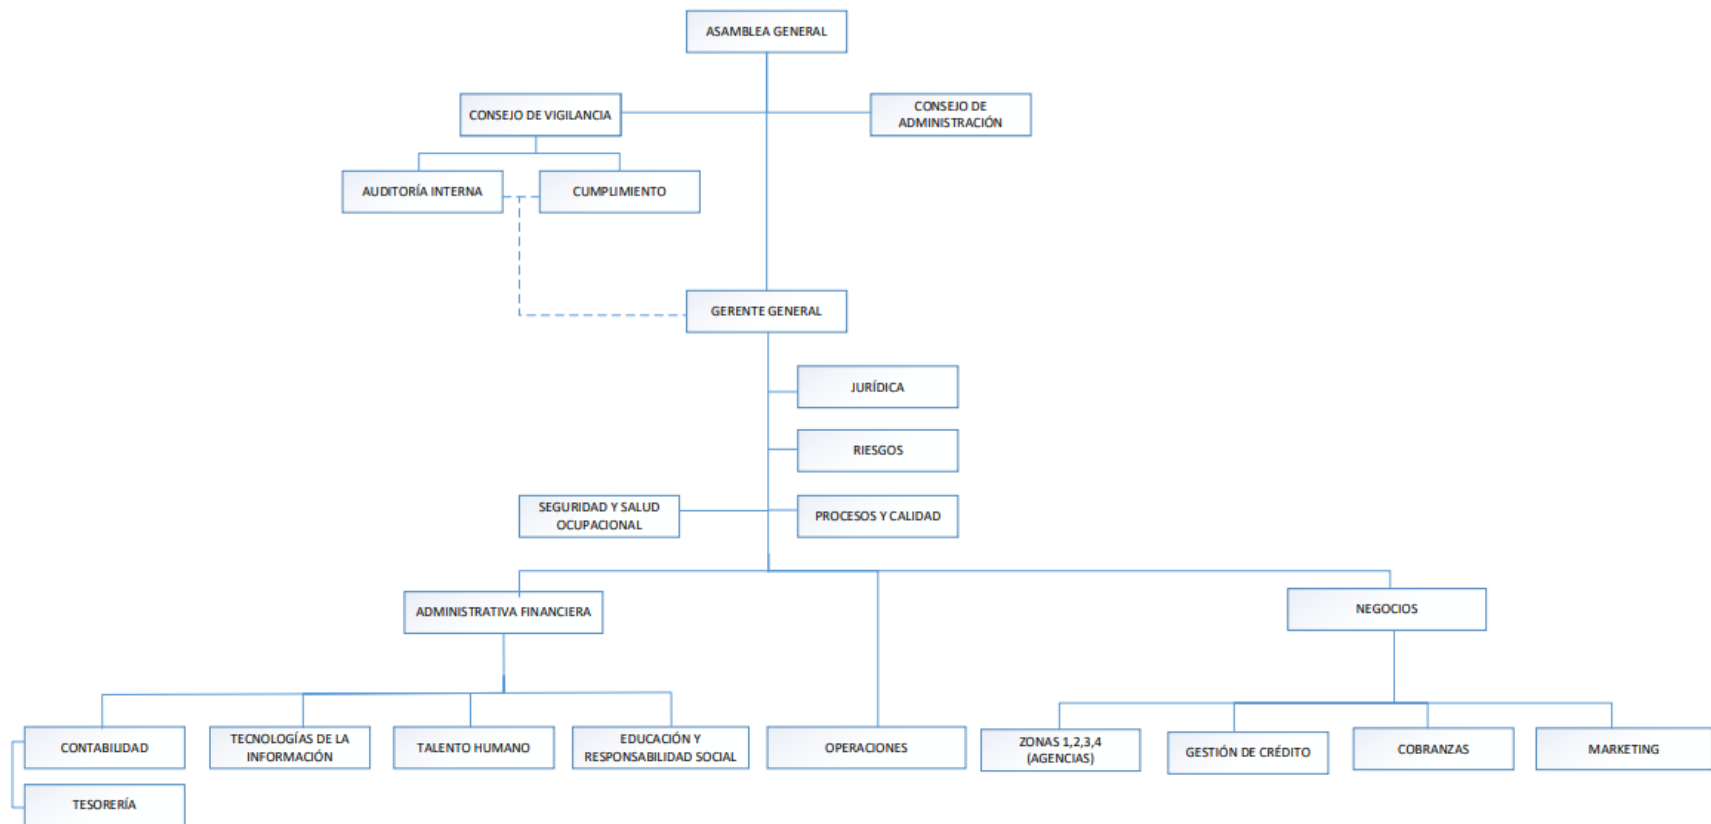 ASAMBLEA GENERAL
CONSEJO DE VIGILANCIA
CONSEJO DE
ADMINISTRACIÓN
AUDITORÍA INTERNA
CUMPLIMIENTO
GERENTE GENERAL
JURÍDICA
RIESGOS
SEGURIDAD Y SALUD
OCUPACIONAL
PROCESOS Y CALIDAD
ADMINISTRATIVA FINANCIERA
NEGOCIOS
CONTABILIDAD
TECNOLOGÍAS DE LA
INFORMACIÓN
TALENTO HUMANO
EDUCACIÓN Y
RESPONSABILIDAD SOCIAL
OPERACIONES
ZONAS 1,2,3,4
(AGENCIAS)
GESTIÓN DE CRÉDITO
COBRANZAS
MARKETING
TESORERÍA